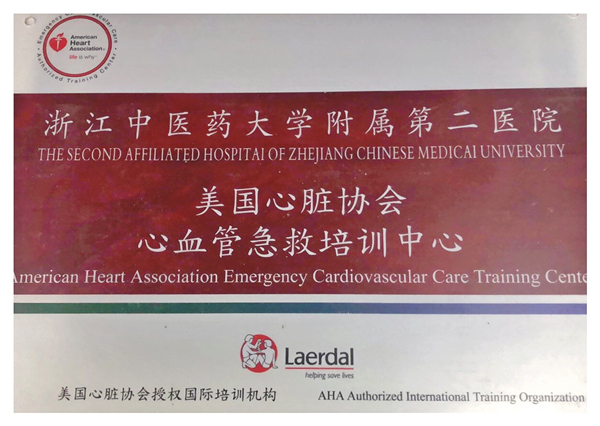 Emergency Cardiovascular Care
American
Heart
Association®
life is why™
Authorized Training Center
浙江中医药大学附属第二医院
THE SECOND AFFILIATED HOSPITAI OF ZHEJIANG CHINESE MEDICAI UNIVERSITY
美国心脏协会
心血管急救培训中心
American Heart Association Emergency Cardiovascular Care Training Cente
Laerdal
helping save lives
美国心脏协会授权国际培训机构
AHA Authorized International Training Organization